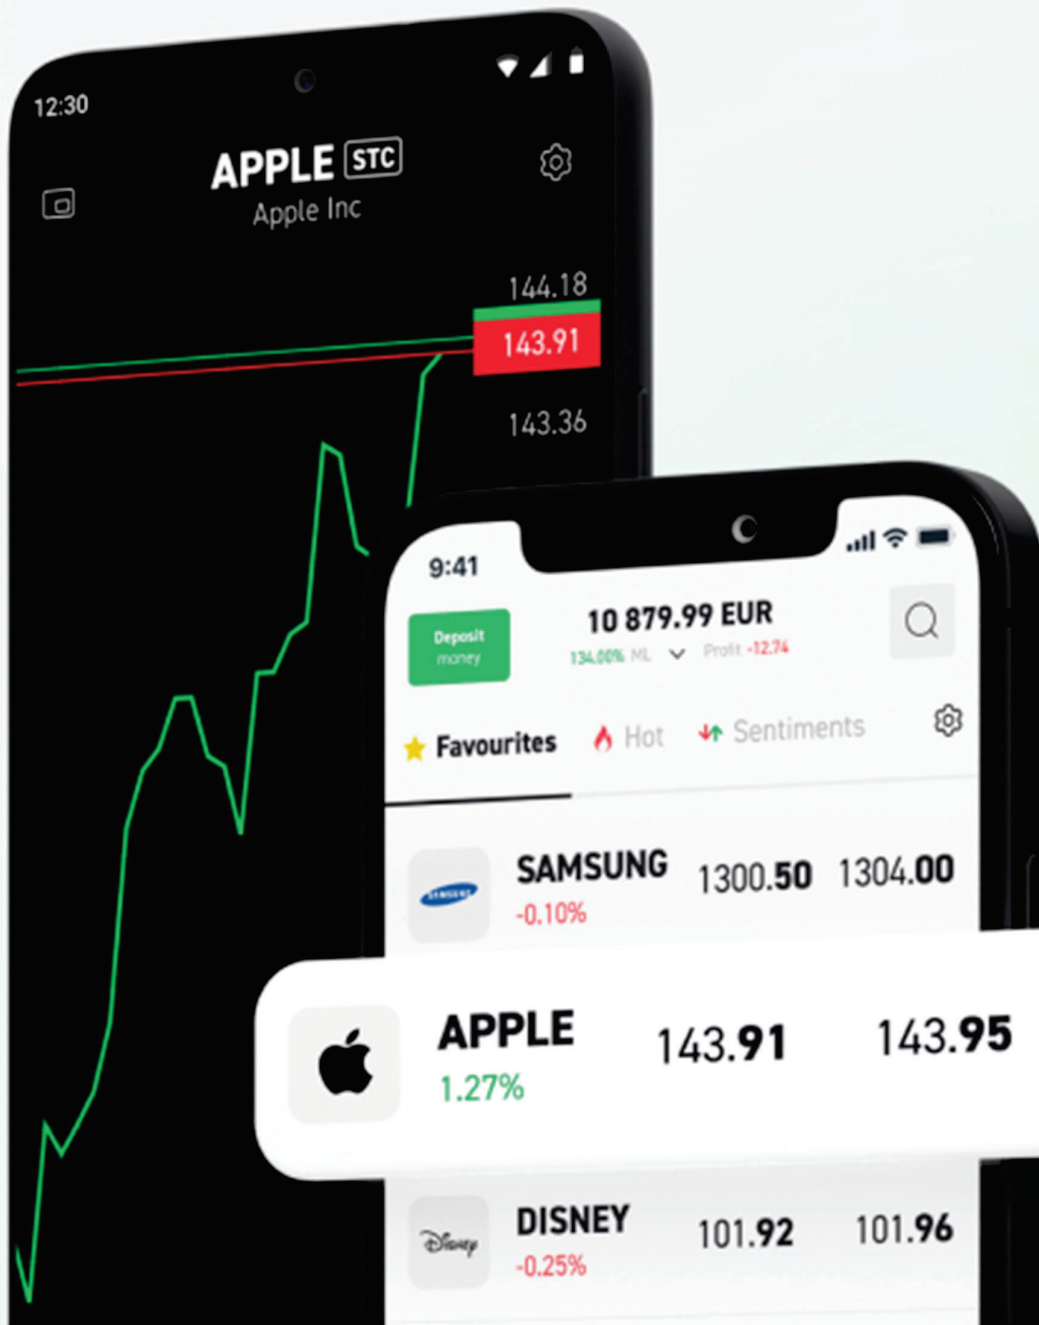 12:30
APPLE STC
Apple Inc
144.18
143.91
143.36
9:41
Deposit
money
10 879.99 EUR
134.00% ML
Profit -12.74
Favourites
Hot
Sentiments
SAMSUNG
SAMSUNG 1300.50 1304.00
-0.10%
APPLE 143.91 143.95
1.27%
Disney
DISNEY 101.92 101.96
-0.25%